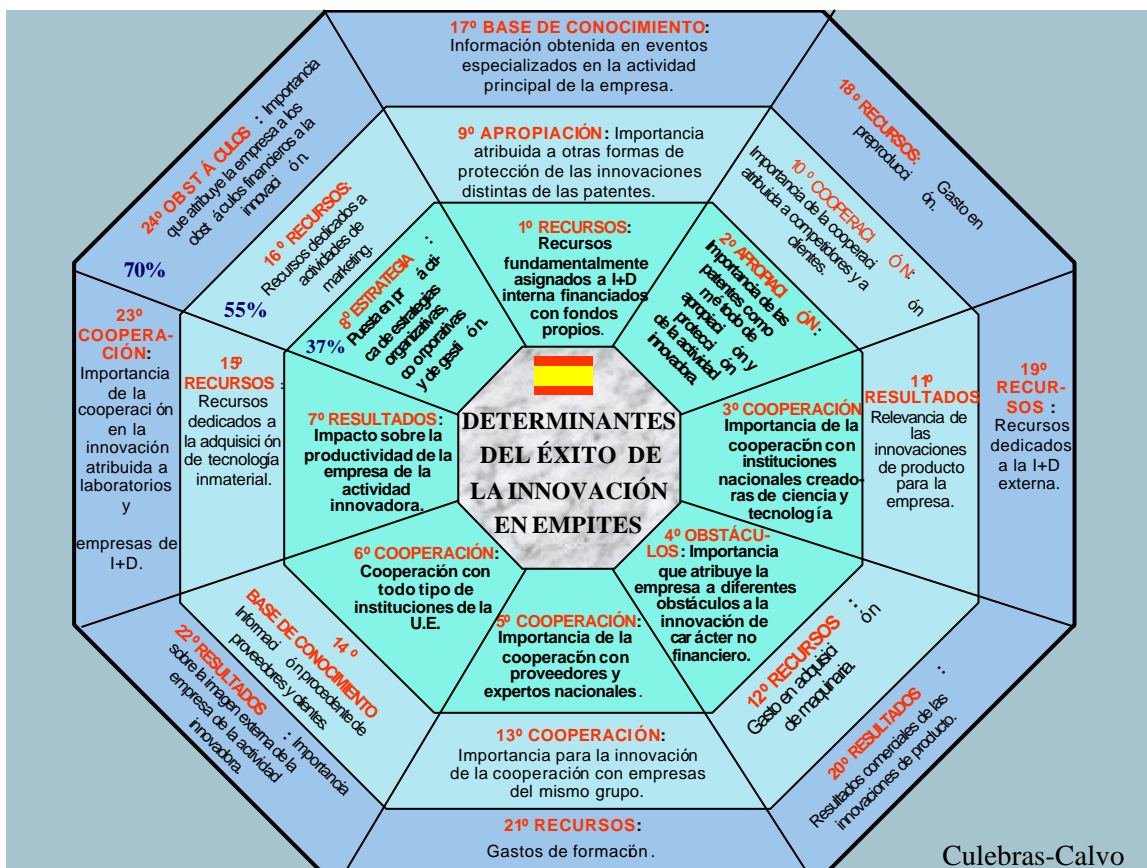 DETERMINANTES
DEL ÉXITO DE
LA INNOVACIÓN
EN EMPITES
1º RECURSOS:
Recursos
fundamentalmente
asignados a I+D
interna financiados
con fondos
propios.
2º APROPIACIÓN:
Importancia de las
patentes como
método de
apropiación y
protección
de la actividad
innovadora.
3º COOPERACIÓN
Importancia de la
cooperación con
instituciones
nacionales creado-
ras de ciencia y
tecnología.
4º OBSTÁCU-
LOS: Importancia
que atribuye la
empresa a diferentes
obstáculos a la
innovación de
carácter no
financiero.
5º COOPERACIÓN:
Importancia de la
cooperación con
proveedores y
expertos nacionales.
6º COOPERACIÓN:
Cooperación con
todo tipo de
instituciones de la
U.E.
7º RESULTADOS:
Impacto sobre la
productividad de la
empresa de la
actividad
innovadora.
8º ESTRATEGIA:
Puesta en prácti-
ca de estrategias
organizativas,
corporativas
y de gestión.
37%
9º APROPIACIÓN: Importancia
atribuida a otras formas de
protección de las innovaciones
distintas de las patentes.
10º COOPERACIÓN:
Importancia de la cooperación
atribuida a competidores y a
clientes.
11º
RESULTADOS
Relevancia de
las
innovaciones
de producto
para la
empresa.
12º RECURSOS:
Gasto en adquisición
de maquinaria.
13º COOPERACIÓN:
Importancia para la innovación
de la cooperación con empresas
del mismo grupo.
14º
BASE DE CONOCIMIENTO
Información procedente de
proveedores y clientes.
15º
RECURSOS:
Recursos
dedicados a
la adquisición
de tecnología
inmaterial.
16º RECURSOS:
Recursos dedicados a
actividades de
marketing.
55%
17º BASE DE CONOCIMIENTO:
Información obtenida en eventos
especializados en la actividad
principal de la empresa.
18º RECURSOS:
Gasto en
preproducción.
19º
RECUR-
SOS:
Recursos
dedicados
a la I+D
externa.
20º RESULTADOS:
Resultados comerciales de las
innovaciones de producto.
21º RECURSOS:
Gastos de formación.
22º RESULTADOS: Importancia
sobre la imagen externa de la
empresa de la actividad
innovadora.
23º
COOPERA-
CIÓN:
Importancia
de la
cooperación
en la
innovación
atribuida a
laboratorios
y
empresas de
I+D.
24º OBSTÁCULOS: Importancia
que atribuye la empresa a los
obstáculos financieros a la
innovación.
70%
Culebras-Calvo